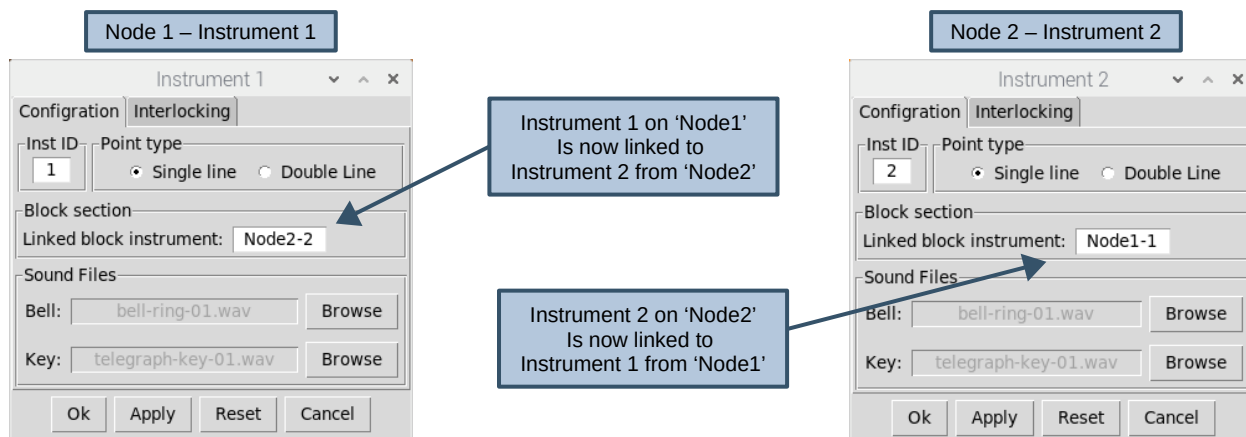 Node 1 – Instrument 1
Instrument 1
Configration Interlocking
Inst ID Point type
1 Single line Double Line
Block section
Linked block instrument: Node2-2
Sound Files
Bell: bell-ring-01.wav Browse
Key: telegraph-key-01.wav Browse
Ok Apply Reset Cancel
Instrument 1 on ‘Node1’
Is now linked to
Instrument 2 from ‘Node2’
Instrument 2 on ‘Node2’
Is now linked to
Instrument 1 from ‘Node1’
Node 2 – Instrument 2
Instrument 2
Configration Interlocking
Inst ID Point type
2 Single line Double Line
Block section
Linked block instrument: Node1-1
Sound Files
Bell: bell-ring-01.wav Browse
Key: telegraph-key-01.wav Browse
Ok Apply Reset Cancel